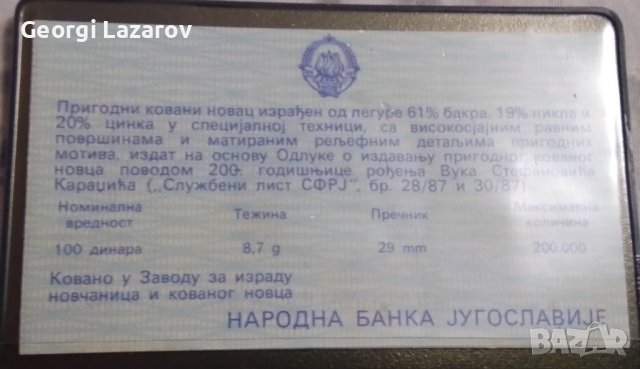 Georgi Lazarov
Пригодни ковани новац израђен од легуре 61% бакра, 19% никла и
20% цинка у специјалној техници, са високосјајним равним
површинама и матираним рељефним детаљима пригодних
мотива, издат на основу Одлуке о издавању пригодног кованог
новца поводом 200- годишњице рођења Вука Стефановића
Караџића („Службени лист СФРЈ", бр. 28/87 и 30/87)
Номинална вредност Тежина Пречник Максимална количина
100 динара 8,7 g 29 mm 200.000
Ковано у Заводу за израду
новчаница и кованог новца
НАРОДНА БАНКА ЈУГОСЛАВИЈЕ
BAZAR